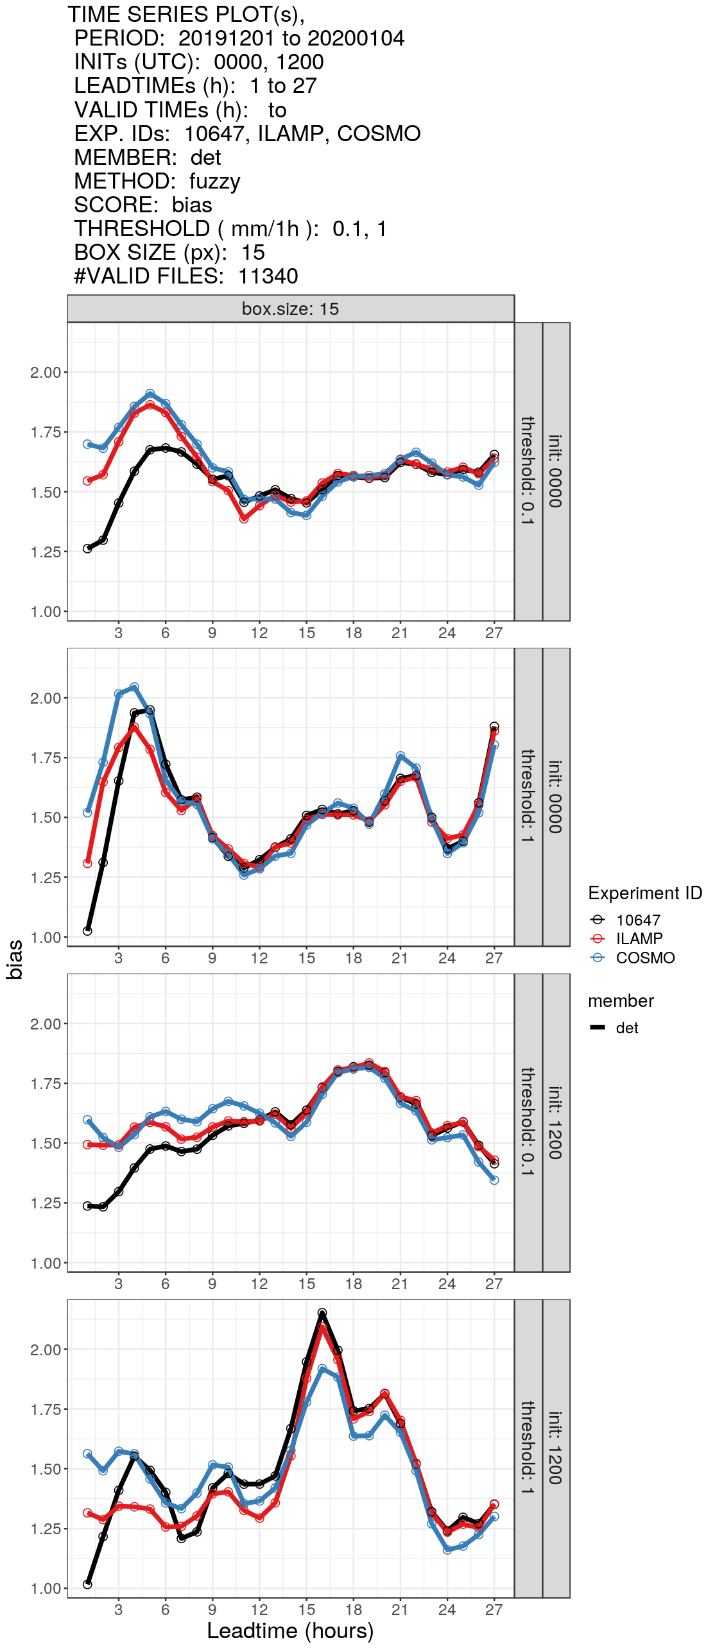 TIME SERIES PLOT(s),
PERIOD:  20191201 to 20200104
INITs (UTC):  0000, 1200
LEADTIMEs (h):  1 to 27
VALID TIMEs (h):   to
EXP. IDs:  10647, ILAMP, COSMO
MEMBER:  det
METHOD:  fuzzy
SCORE:  bias
THRESHOLD ( mm/1h ):  0.1, 1
BOX SIZE (px):  15
#VALID FILES:  11340
box.size: 15
2.00
1.75
1.50
1.25
1.00
threshold: 0.1
init: 0000
3 6 9 12 15 18 21 24 27
2.00
1.75
1.50
1.25
1.00
threshold: 1
init: 0000
3 6 9 12 15 18 21 24 27
bias
2.00
1.75
1.50
1.25
1.00
threshold: 0.1
init: 1200
3 6 9 12 15 18 21 24 27
2.00
1.75
1.50
1.25
1.00
threshold: 1
init: 1200
3 6 9 12 15 18 21 24 27
Leadtime (hours)
Experiment ID
10647
ILAMP
COSMO
member
det